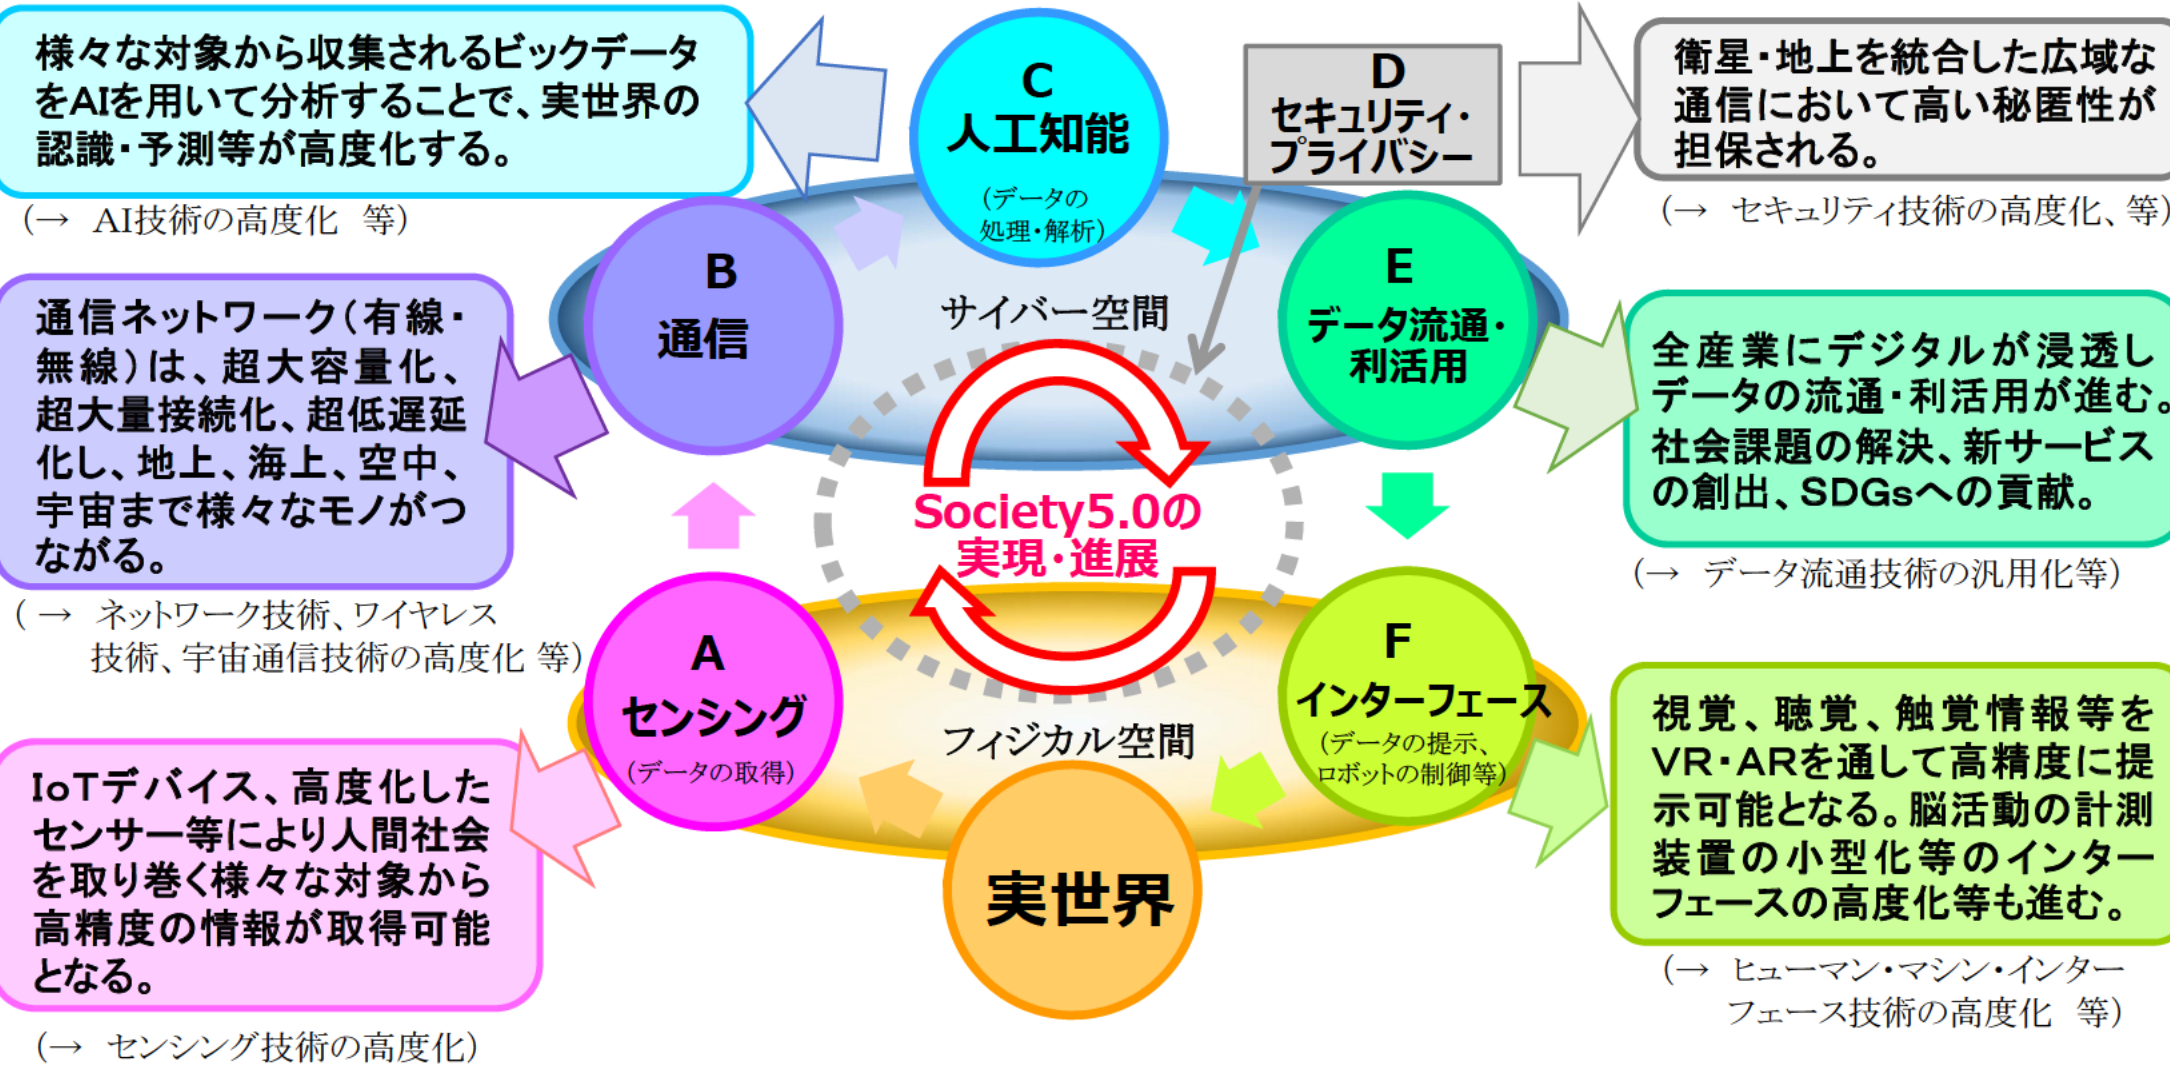 様々な対象から収集されるビックデータ
をAIを用いて分析することで、実世界の
認識・予測等が高度化する。
(→ AI技術の高度化 等)
C
人工知能
(データの
処理・解析)
D
セキュリティ・
プライバシー
衛星・地上を統合した広域な
通信において高い秘匿性が
担保される。
(→ セキュリティ技術の高度化、等)
B
通信
通信ネットワーク(有線・
無線)は、超大容量化、
超大量接続化、超低遅延
化し、地上、海上、空中、
宇宙まで様々なモノがつ
ながる。
(→ ネットワーク技術、ワイヤレス
技術、宇宙通信技術の高度化 等)
サイバー空間
E
データ流通・
利活用
全産業にデジタルが浸透し
データの流通・利活用が進む。
社会課題の解決、新サービス
の創出、SDGsへの貢献。
(→ データ流通技術の汎用化等)
Society5.0の
実現・進展
A
センシング
(データの取得)
IoTデバイス、高度化した
センサー等により人間社会
を取り巻く様々な対象から
高精度の情報が取得可能
となる。
(→ センシング技術の高度化)
フィジカル空間
実世界
F
インターフェース
(データの提示、
ロボットの制御等)
視覚、聴覚、触覚情報等を
VR・ARを通して高精度に提
示可能となる。脳活動の計測
装置の小型化等のインター
フェースの高度化等も進む。
(→ ヒューマン・マシン・インター
フェース技術の高度化 等)